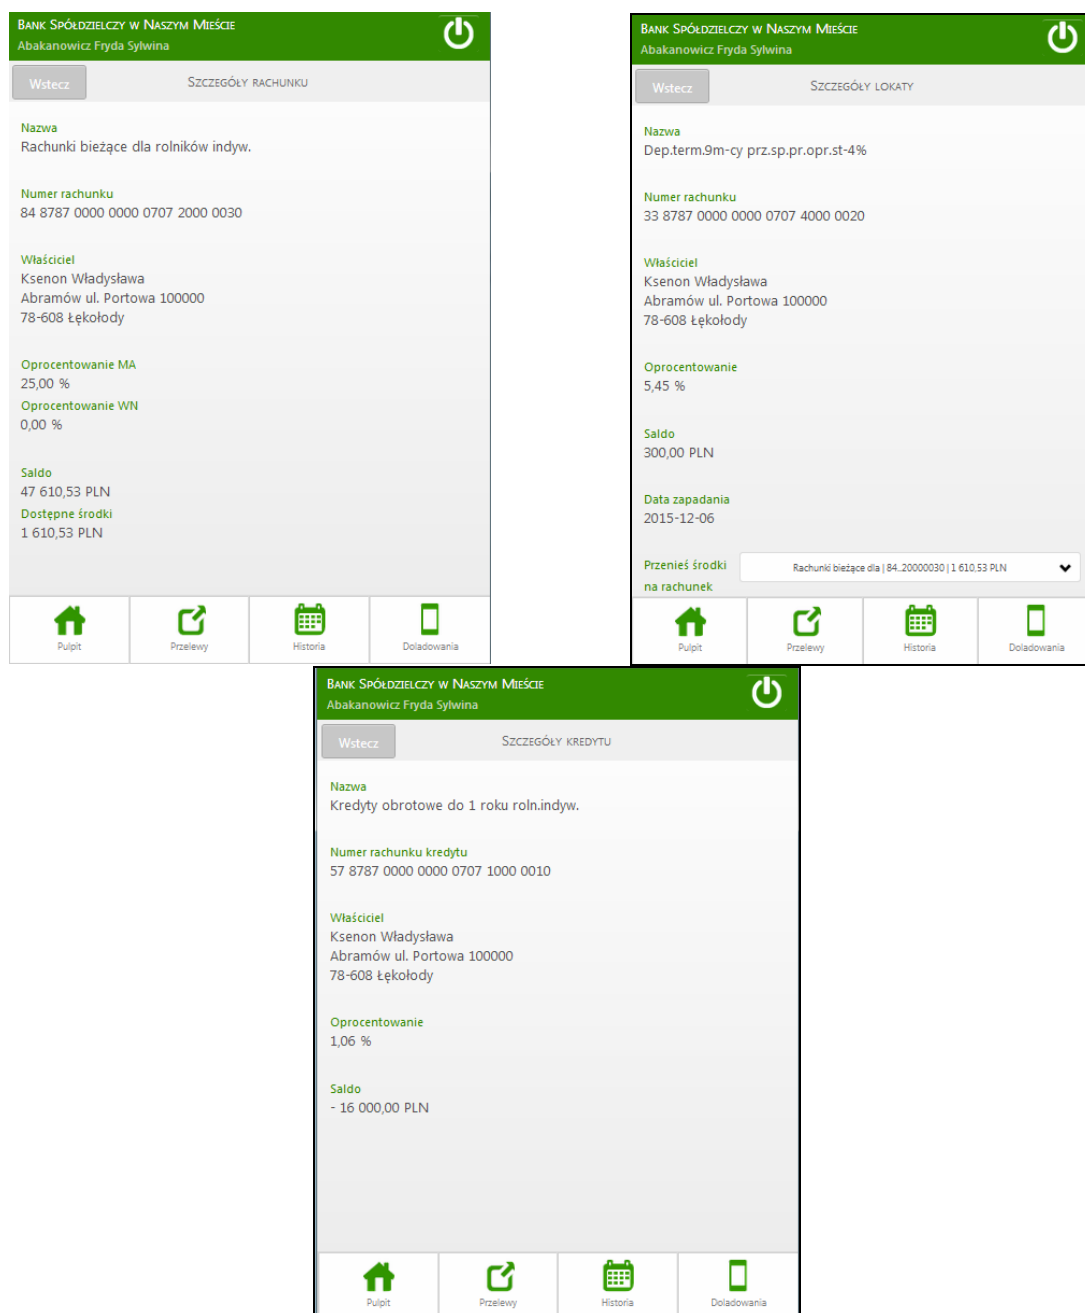 Bank Spółdzielczy w Naszym Mieście
Abakanowicz Fryda Sylwina
Wstecz
Szczegóły rachunku
Nazwa
Rachunki bieżące dla rolników indyw.
Numer rachunku
84 8787 0000 0000 0707 2000 0030
Właściciel
Ksenon Władysława
Abramów ul. Portowa 100000
78-608 Łękołody
Oprocentowanie MA
25,00 %
Oprocentowanie WN
0,00 %
Saldo
47 610,53 PLN
Dostępne środki
1 610,53 PLN
Pulpit
Przelewy
Historia
Doladowania
Bank Spółdzielczy w Naszym Mieście
Abakanowicz Fryda Sylwina
Wstecz
Szczegóły lokaty
Nazwa
Dep.term.9m-cy prz.sp.pr.opr.st-4%
Numer rachunku
33 8787 0000 0000 0707 4000 0020
Właściciel
Ksenon Władysława
Abramów ul. Portowa 100000
78-608 Łękołody
Oprocentowanie
5,45 %
Saldo
300,00 PLN
Data zapadania
2015-12-06
Przenieś środki
na rachunek
Rachunki bieżące dla | 84..20000030 | 1 610,53 PLN
Pulpit
Przelewy
Historia
Doladowania
Bank Spółdzielczy w Naszym Mieście
Abakanowicz Fryda Sylwina
Wstecz
Szczegóły kredytu
Nazwa
Kredyty obrotowe do 1 roku roln.indyw.
Numer rachunku kredytu
57 8787 0000 0000 0707 1000 0010
Właściciel
Ksenon Władysława
Abramów ul. Portowa 100000
78-608 Łękołody
Oprocentowanie
1,06 %
Saldo
- 16 000,00 PLN
Pulpit
Przelewy
Historia
Doladowania